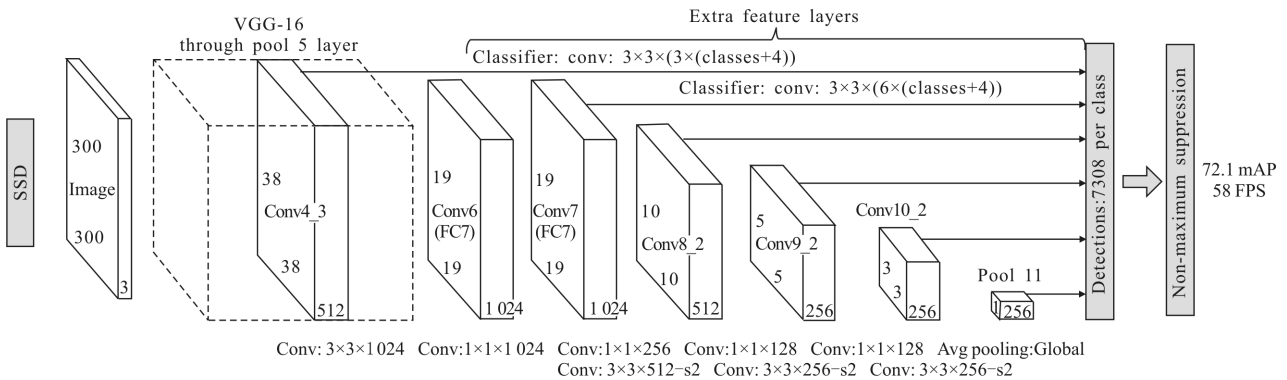 SSD
300
Image
300
3
VGG-16
through pool 5 layer
38
Conv4_3
38
512
Extra feature layers
Classifier: conv: 3×3×(3×(classes+4))
Classifier: conv: 3×3×(6×(classes+4))
19
Conv6
(FC7)
19
1 024
19
Conv7
(FC7)
19
1 024
10
Conv8_2
10
512
5
Conv9_2
5
256
Conv10_2
3
3
256
Pool 11
1
256
Detections:7308 per class
Non-maximum suppression
72.1 mAP
58 FPS
Conv: 3×3×1 024 Conv:1×1×1 024 Conv:1×1×256 Conv:1×1×128 Conv:1×1×128 Avg pooling:Global
Conv: 3×3×512−s2 Conv: 3×3×256−s2 Conv: 3×3×256−s2